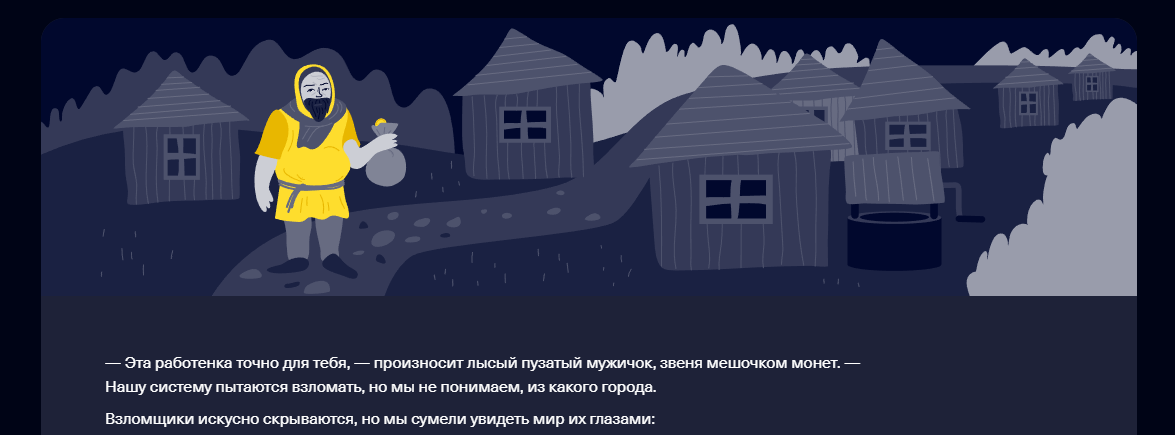 — Эта работенка точно для тебя, — произносит лысый пузатый мужичок, звеня мешочком монет. —
Нашу систему пытаются взломать, но мы не понимаем, из какого города.
Взломщики искусно скрываются, но мы сумели увидеть мир их глазами: